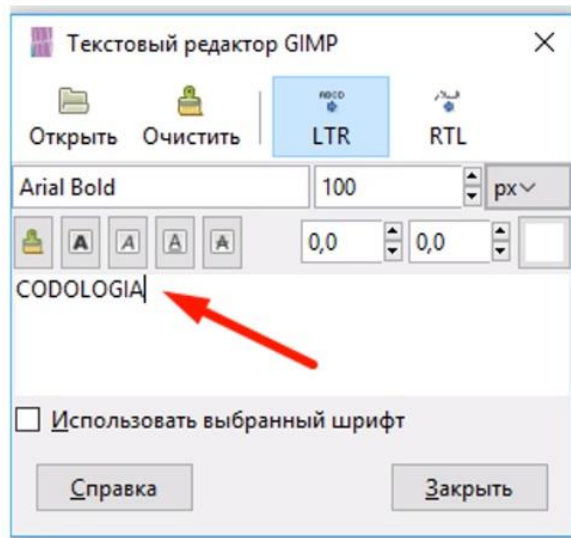 Текстовый редактор GIMP
Открыть Очистить LTR RTL
Arial Bold 100 px
A A A A 0,0 0,0
CODOLOGIA
Использовать выбранный шрифт
Справка Закрыть